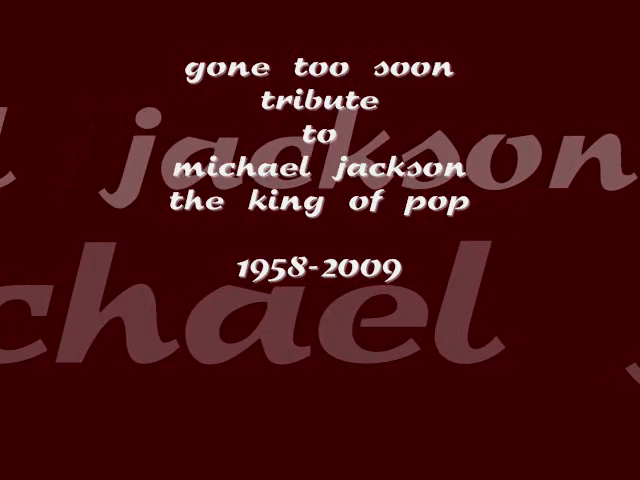 gone too soon
tribute
to
michael jackson
the king of pop
1958-2009
l jackson
chael